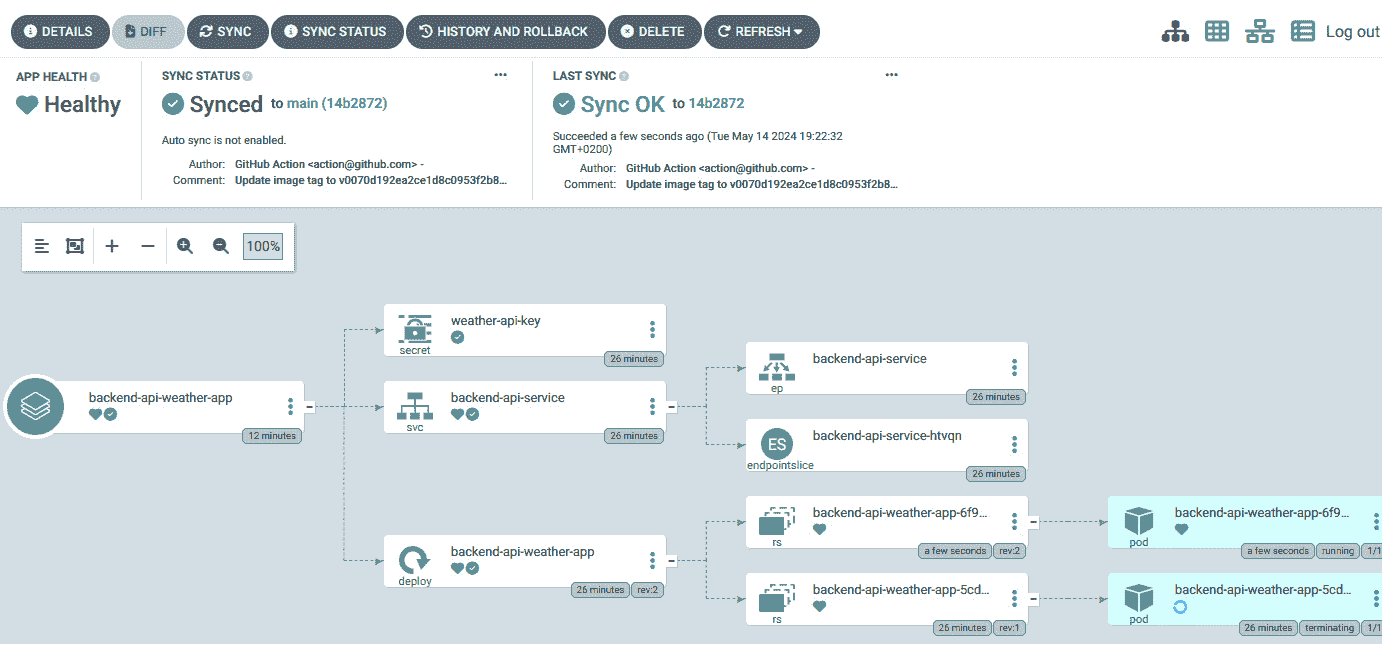 DETAILS DIFF SYNC SYNC STATUS HISTORY AND ROLLBACK DELETE REFRESH Log out
APP HEALTH
Healthy
SYNC STATUS
Synced to main (14b2872)
Auto sync is not enabled.
Author: GitHub Action <action@github.com> -
Comment: Update image tag to v0070d192ea2ce1d8c0953f2b8...
LAST SYNC
Sync OK to 14b2872
Succeeded a few seconds ago (Tue May 14 2024 19:22:32
GMT+0200)
Author: GitHub Action <action@github.com> -
Comment: Update image tag to v0070d192ea2ce1d8c0953f2b8...
100%
backend-api-weather-app
12 minutes
weather-api-key
secret
26 minutes
backend-api-service
svc
26 minutes
backend-api-weather-app
deploy
26 minutes rev:2
backend-api-service
ep
26 minutes
ES
backend-api-service-htvqn
endpointslice
26 minutes
backend-api-weather-app-6f9...
rs
a few seconds rev:2
backend-api-weather-app-5cd...
rs
26 minutes rev:1
backend-api-weather-app-6f9...
pod
a few seconds running 1/1
backend-api-weather-app-5cd...
pod
26 minutes terminating 1/1